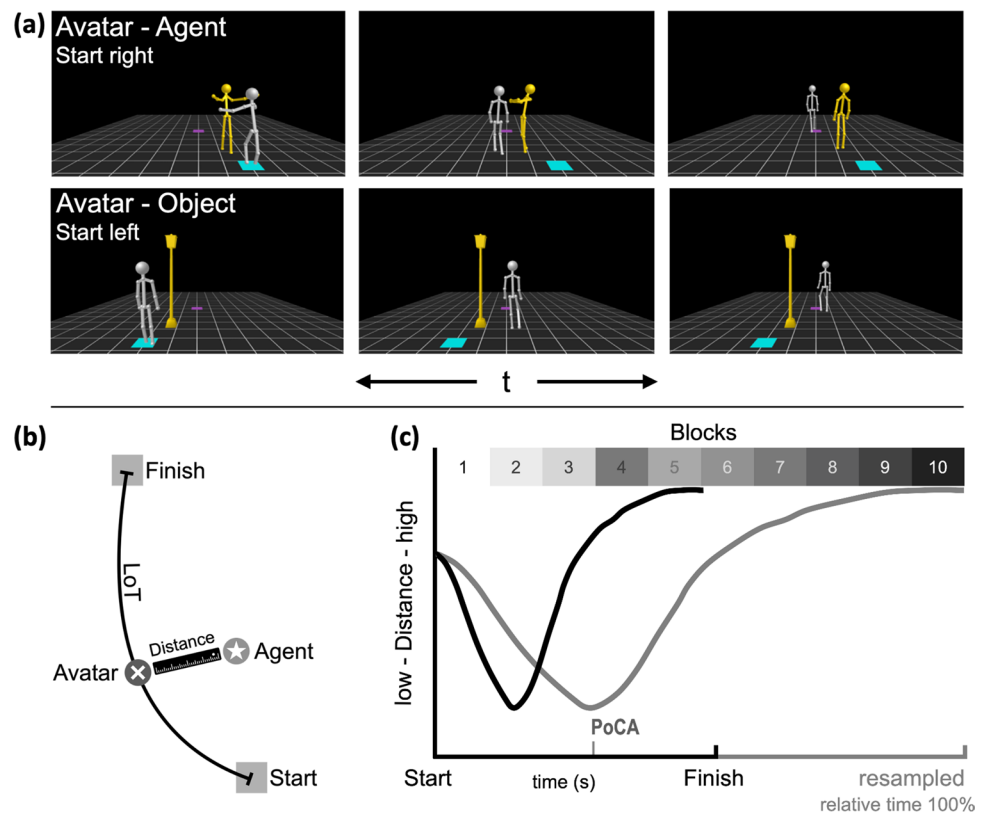 (a)
Avatar - Agent
Start right
Avatar - Object
Start left
t
(b)
Finish
LoT
Distance
Agent
Avatar
Start
(c)
Blocks
1 2 3 4 5 6 7 8 9 10
low - Distance - high
PoCA
Start
time (s)
Finish
resampled
relative time 100%